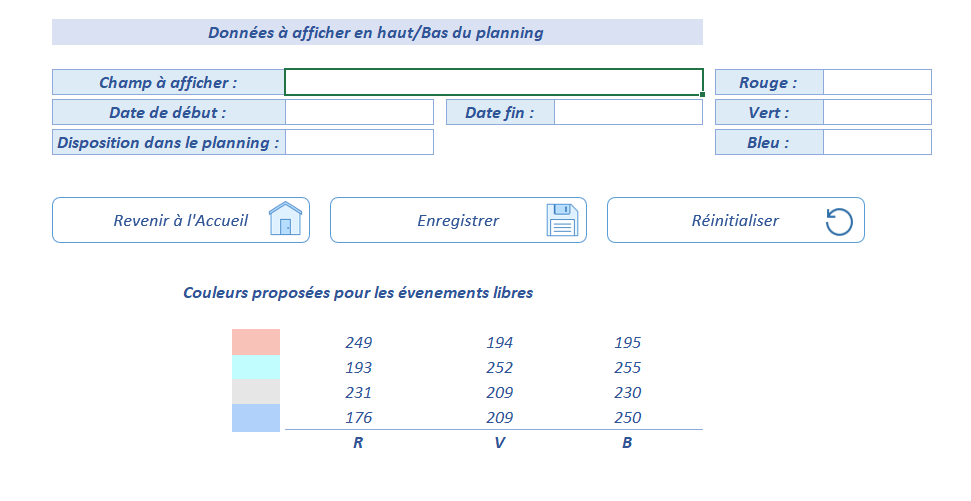 Données à afficher en haut/Bas du planning
Champ à afficher : Rouge :
Date de début : Date fin : Vert :
Disposition dans le planning : Bleu :
Revenir à l'Accueil Enregistrer Réinitialiser
Couleurs proposées pour les évenements libres
249 194 195
193 252 255
231 209 230
176 209 250
R V B